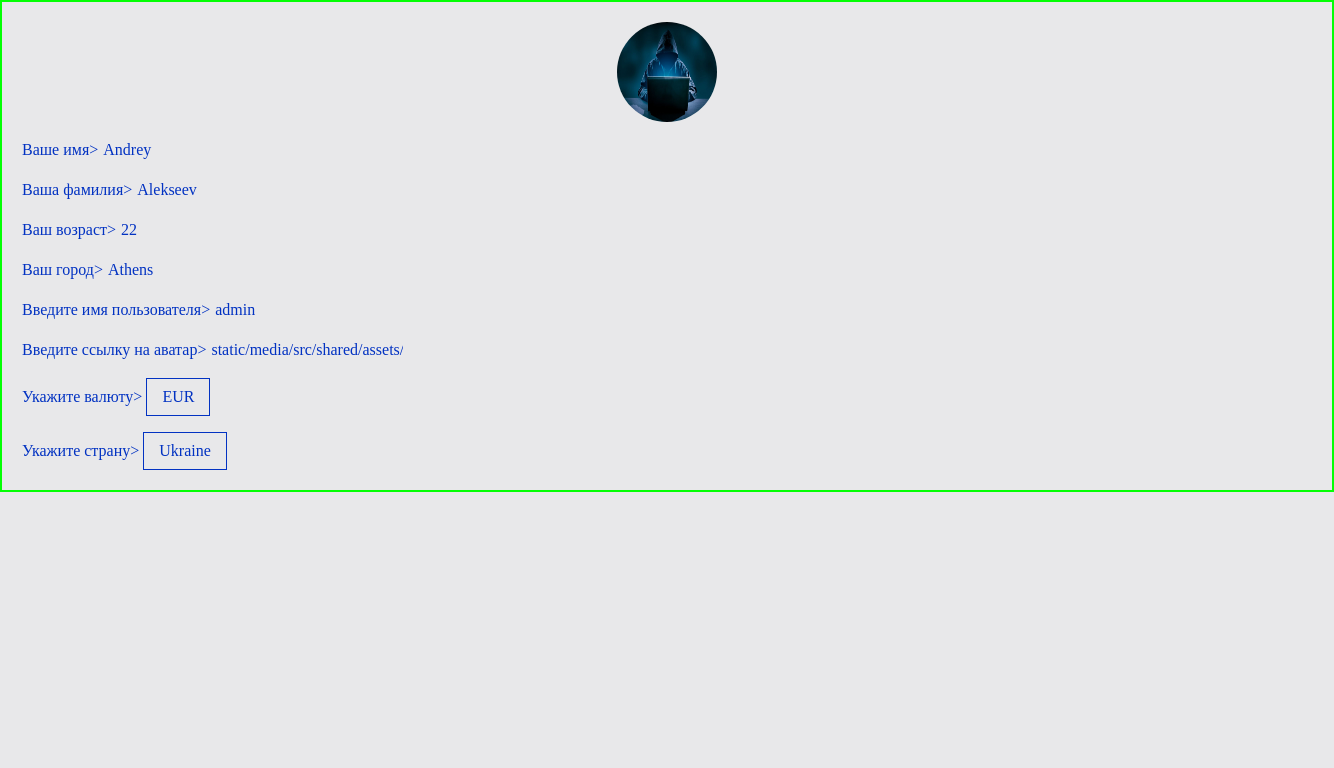 Ваше имя> Andrey
Ваша фамилия> Alekseev
Ваш возраст> 22
Ваш город> Athens
Введите имя пользователя> admin
Введите ссылку на аватар> static/media/src/shared/assets/
Укажите валюту> EUR
Укажите страну> Ukraine